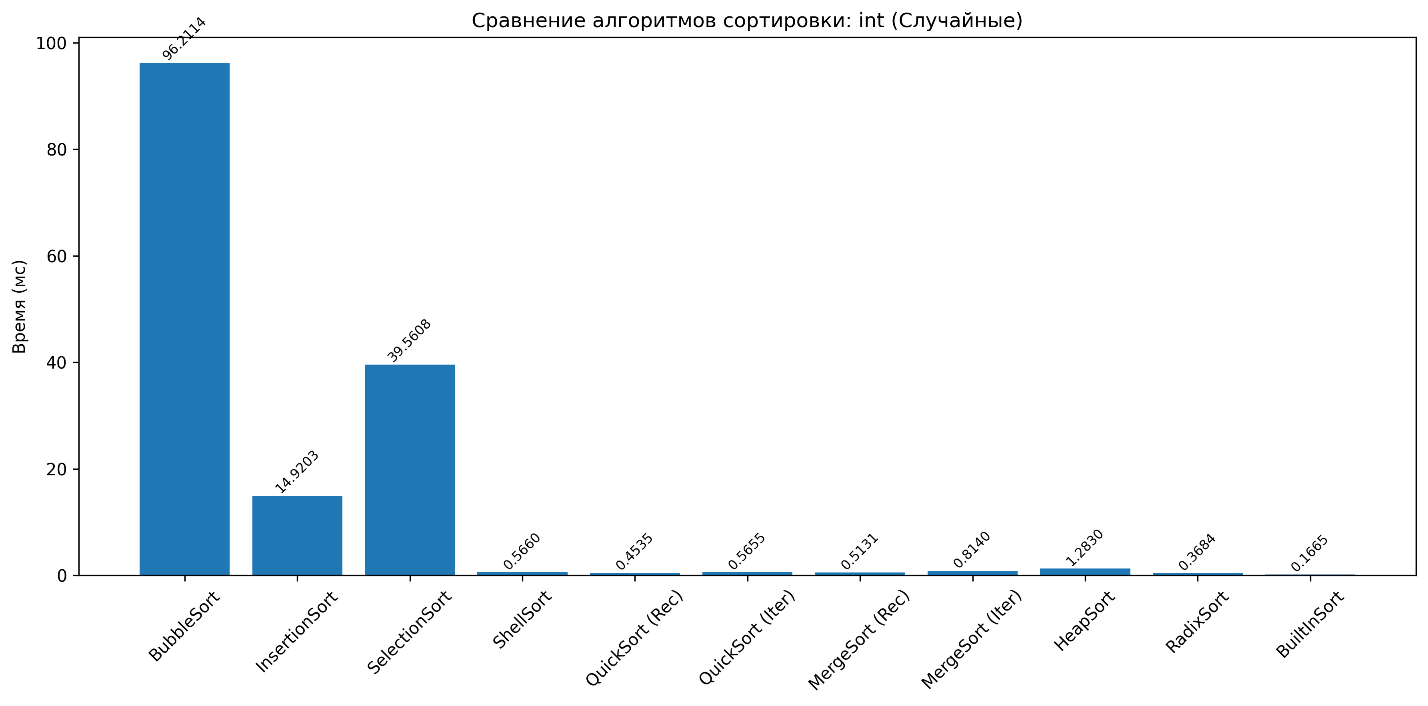 Сравнение алгоритмов сортировки: int (Случайные)
Время (мс)
100
80
60
40
20
0
96.2114
14.9203
39.5608
0.5660
0.4535
0.5655
0.5131
0.8140
1.2830
0.3684
0.1665
BubbleSort
InsertionSort
SelectionSort
ShellSort
QuickSort (Rec)
QuickSort (Iter)
MergeSort (Rec)
MergeSort (Iter)
HeapSort
RadixSort
BuiltInSort